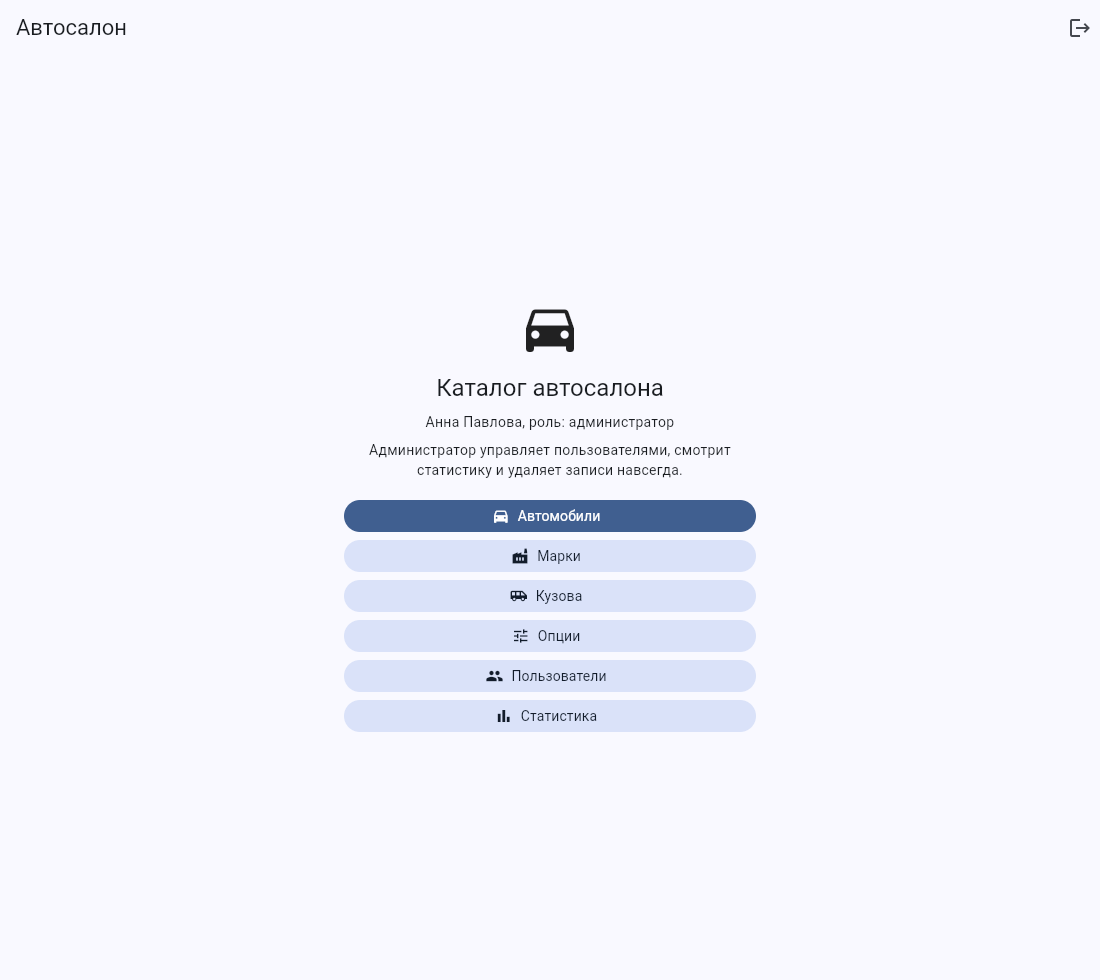 Автосалон
Каталог автосалона
Анна Павлова, роль: администратор
Администратор управляет пользователями, смотрит
статистику и удаляет записи навсегда.
Автомобили
Марки
Кузова
Опции
Пользователи
Статистика